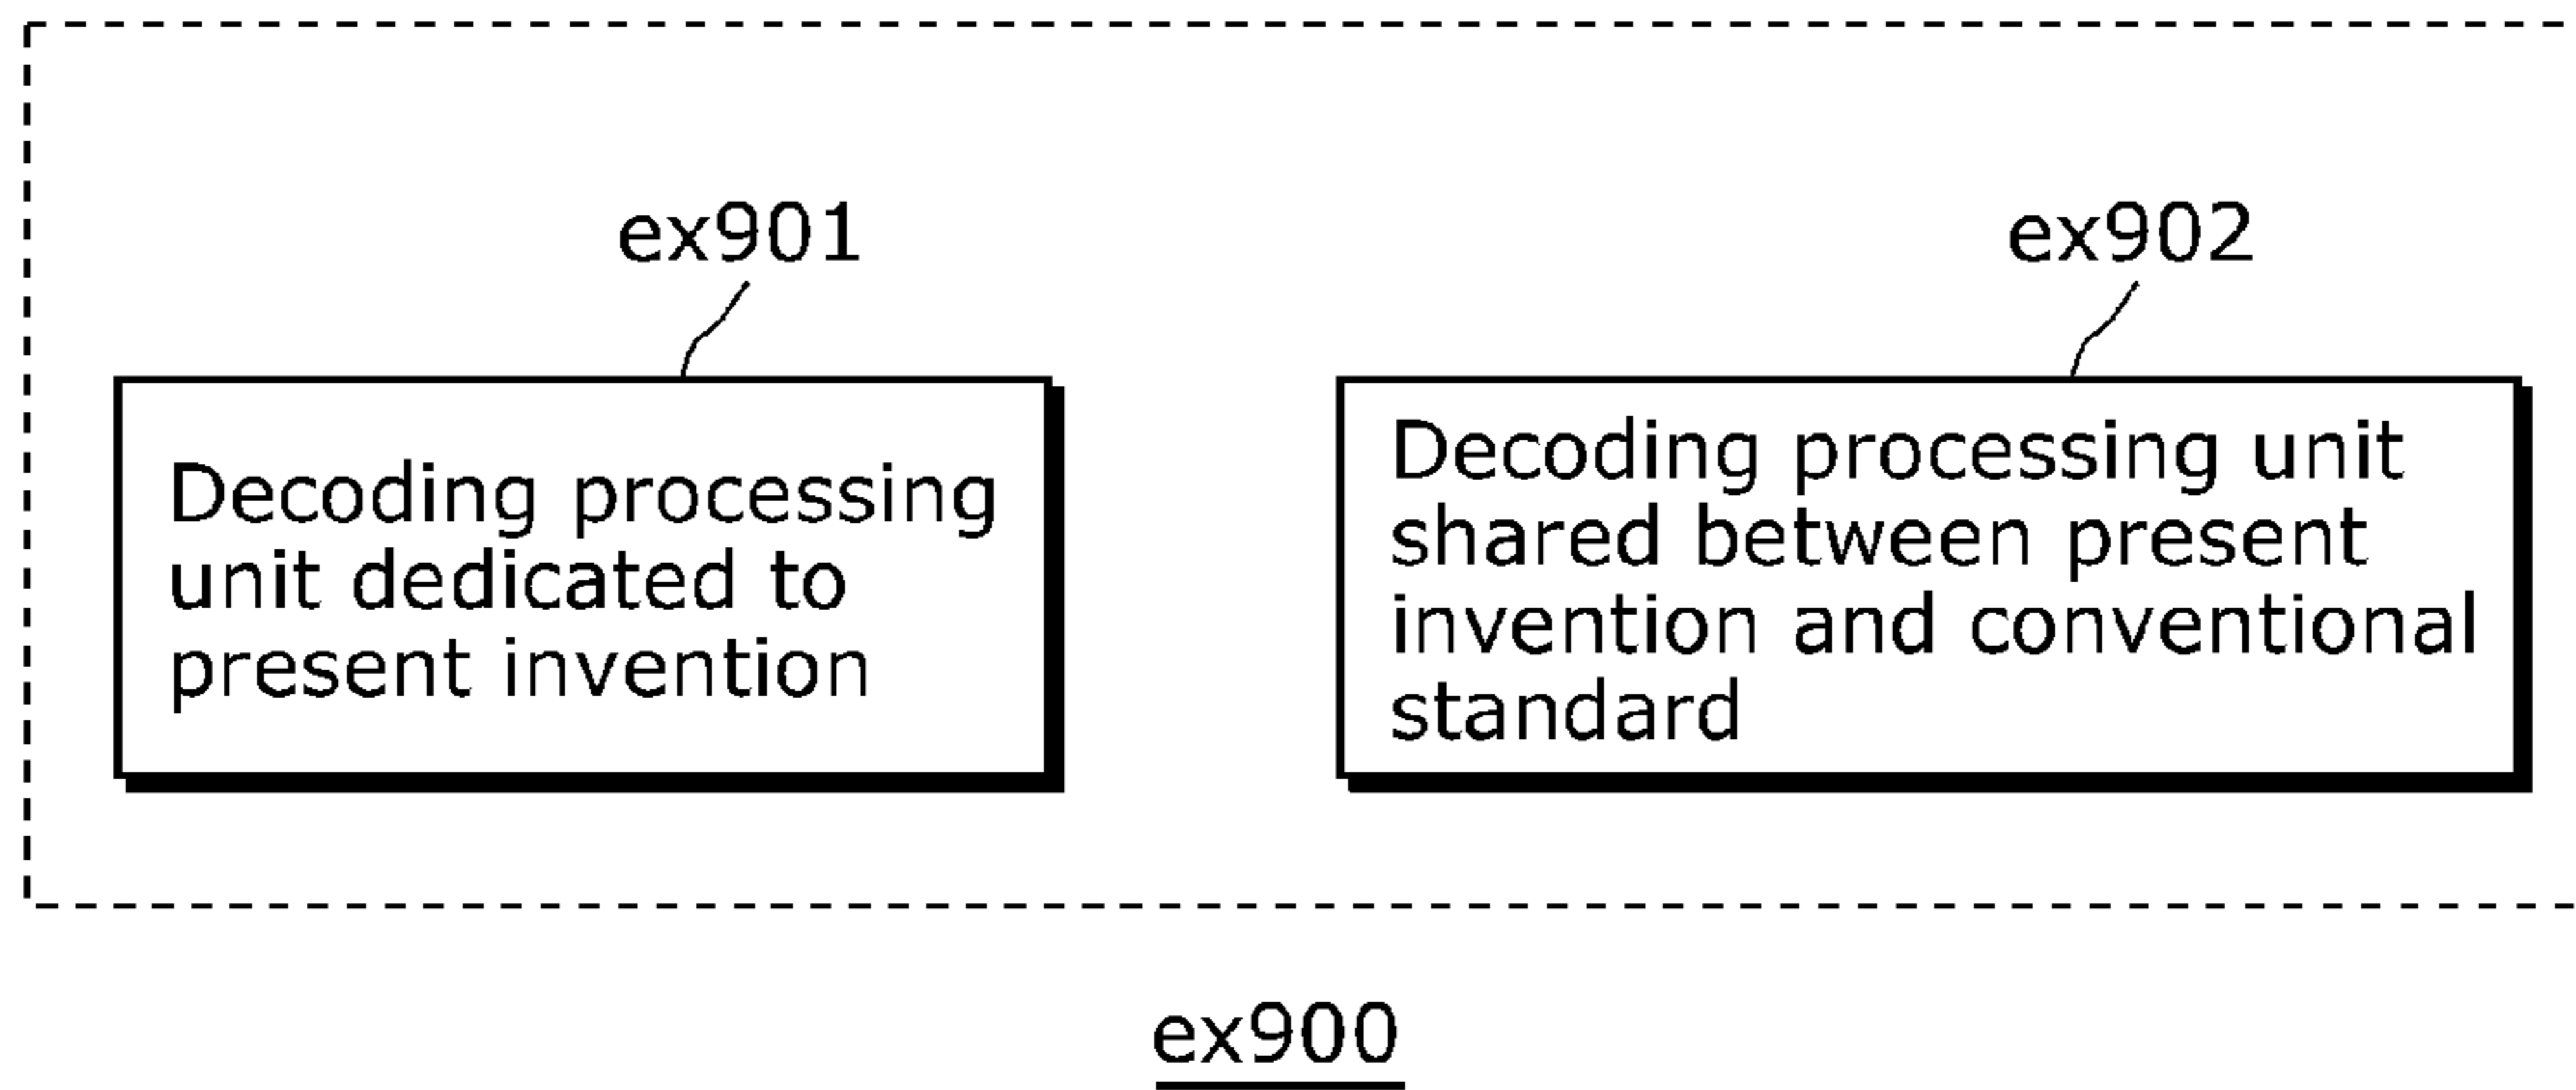 ex901
ex902
Decoding processing
unit dedicated to
present invention
Decoding processing unit
shared between present
invention and conventional
standard
ex900